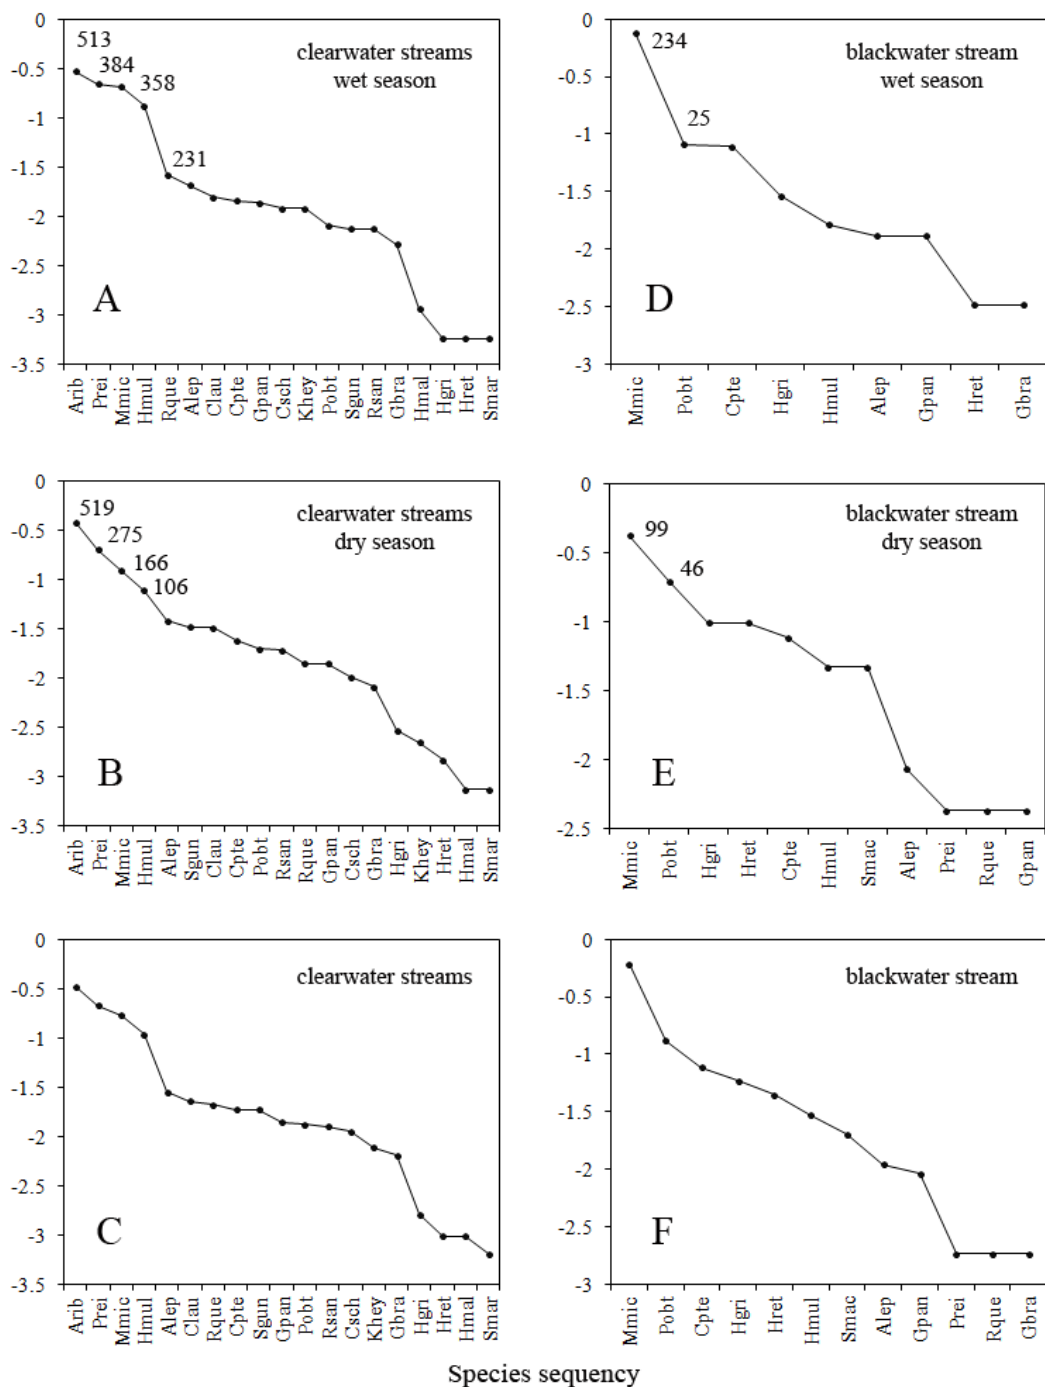 0
-0.5
-1
-1.5
-2
-2.5
-3
-3.5
513
384
358
231
clearwater streams
wet season
A
Arib
Prei
Mmic
Hmul
Rque
Alep
Clau
Cpte
Gpan
Csch
Khey
Pobt
Sgun
Rsan
Gbra
Hmal
Hgri
Hret
Smar
0
-0.5
-1
-1.5
-2
-2.5
-3
234
25
blackwater stream
wet season
D
Mmic
Pobt
Cpte
Hgri
Hmul
Alep
Gpan
Hret
Gbra
0
-0.5
-1
-1.5
-2
-2.5
-3
-3.5
519
275
166
106
clearwater streams
dry season
B
Arib
Prei
Mmic
Hmul
Alep
Sgun
Clau
Cpte
Pobt
Rsan
Rque
Gpan
Csch
Gbra
Hgri
Khey
Hret
Hmal
Smar
0
-0.5
-1
-1.5
-2
-2.5
99
46
blackwater stream
dry season
E
Mmic
Pobt
Hgri
Hret
Cpte
Hmul
Smac
Alep
Prei
Rque
Gpan
0
-0.5
-1
-1.5
-2
-2.5
-3
-3.5
clearwater streams
C
Arib
Prei
Mmic
Hmul
Alep
Clau
Rque
Cpte
Sgun
Gpan
Pobt
Rsan
Csch
Khey
Gbra
Hgri
Hret
Hmal
Smar
0
-0.5
-1
-1.5
-2
-2.5
-3
blackwater stream
F
Mmic
Pobt
Cpte
Hgri
Hret
Hmul
Smac
Alep
Gpan
Prei
Rque
Gbra
Species sequency